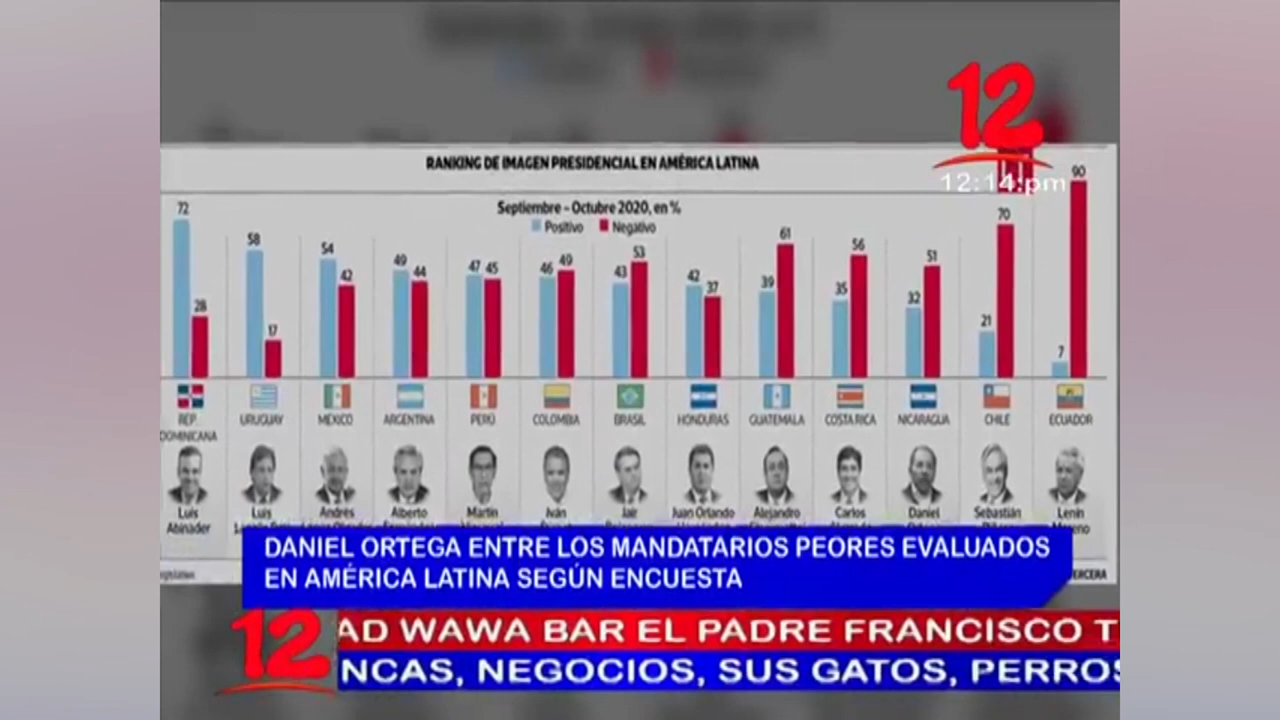 12
12:14:pm
RANKING DE IMAGEN PRESIDENCIAL EN AMÉRICA LATINA
Septiembre – Octubre 2020, en %
Positivo Negativo
72 28 58 17 54 42 49 44 47 45 46 49 43 53 42 37 39 61 35 56 32 51 21 70 7 90
REP. DOMINICANA URUGUAY MÉXICO ARGENTINA PERÚ COLOMBIA BRASIL HONDURAS GUATEMALA COSTA RICA NICARAGUA CHILE ECUADOR
Luis Luis Andrés Alberto Martín Iván Jair Juan Orlando Alejandro Carlos Daniel Sebastián Lenín
Abinader Moreno
DANIEL ORTEGA ENTRE LOS MANDATARIOS PEORES EVALUADOS
EN AMÉRICA LATINA SEGÚN ENCUESTA
12
AD WAWA BAR EL PADRE FRANCISCO T
NCAS, NEGOCIOS, SUS GATOS, PERROS